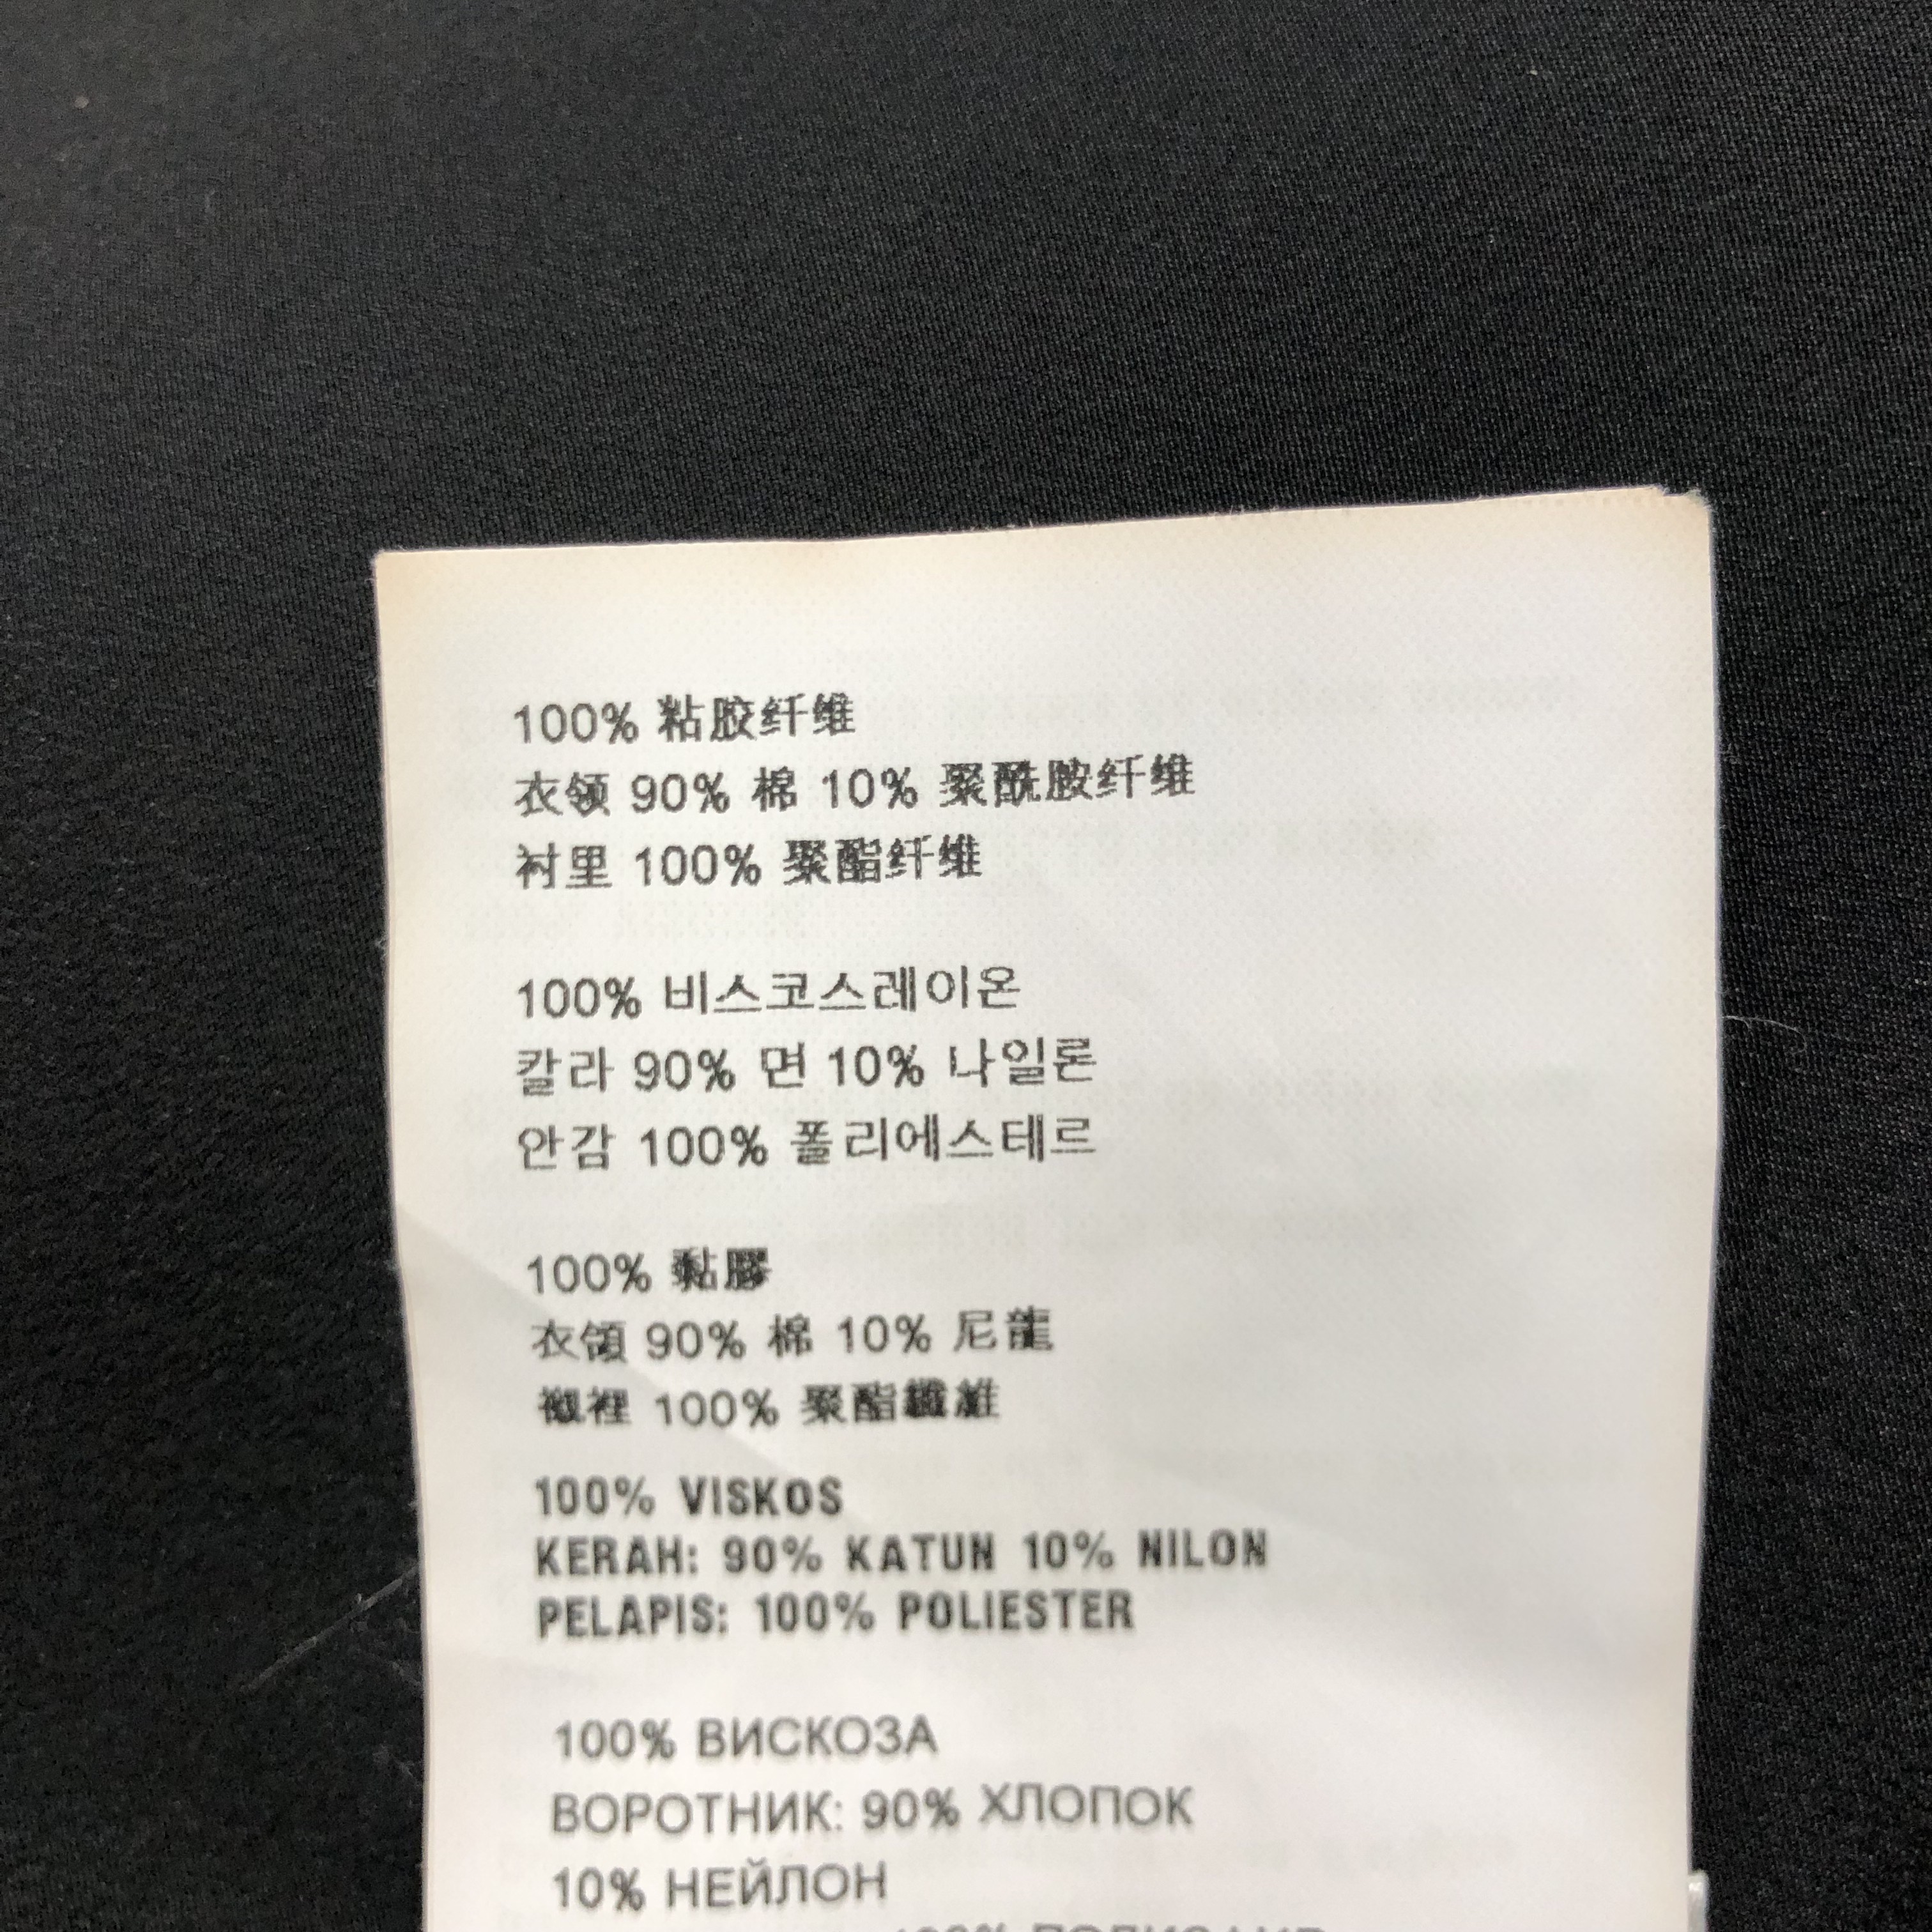 100% 粘胶纤维
衣领 90% 棉 10% 聚酰胺纤维
衬里 100% 聚酯纤维
100% 비스코스레이온
칼라 90% 면 10% 나일론
안감 100% 폴리에스테르
100% 黏膠
衣領 90% 棉 10% 尼龍
襯裡 100% 聚酯纖維
100% VISKOS
KERAH: 90% KATUN 10% NILON
PELAPIS: 100% POLIESTER
100% ВИСКОЗА
ВОРОТНИК: 90% ХЛОПОК
10% НЕЙЛОН
100%